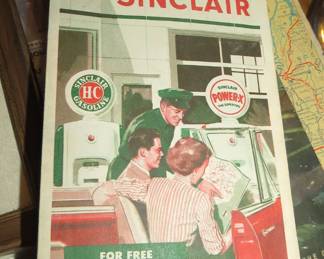 SINCLAIR
SINCLAIR
HC
GASOLINE
SINCLAIR
POWER-X
FOR FREE